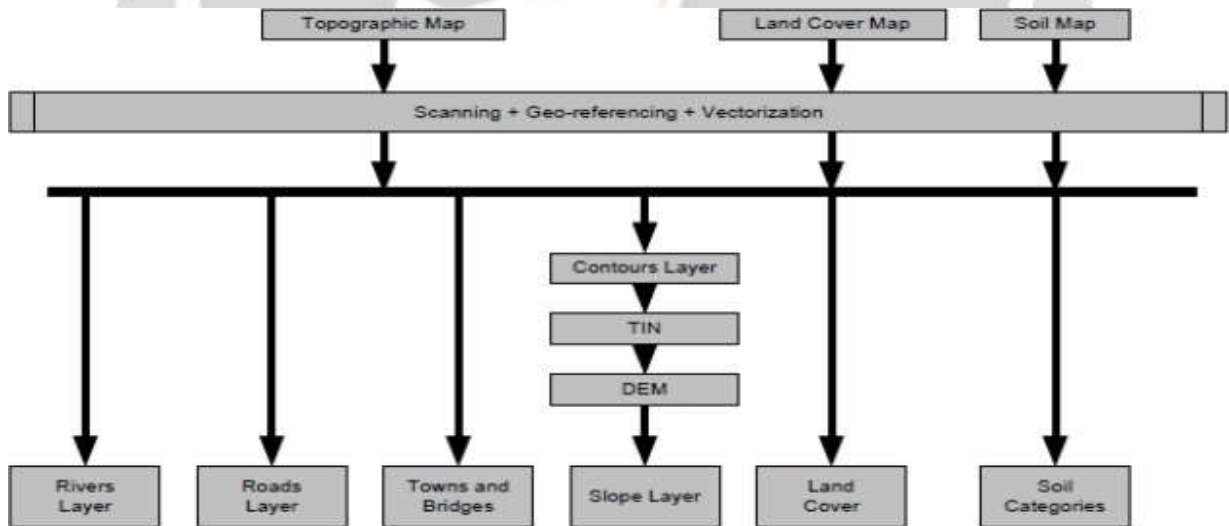 Topographic Map
Land Cover Map
Soil Map
Scanning + Geo-referencing + Vectorization
Contours Layer
TIN
DEM
Rivers
Layer
Roads
Layer
Towns and
Bridges
Slope Layer
Land
Cover
Soil
Categories